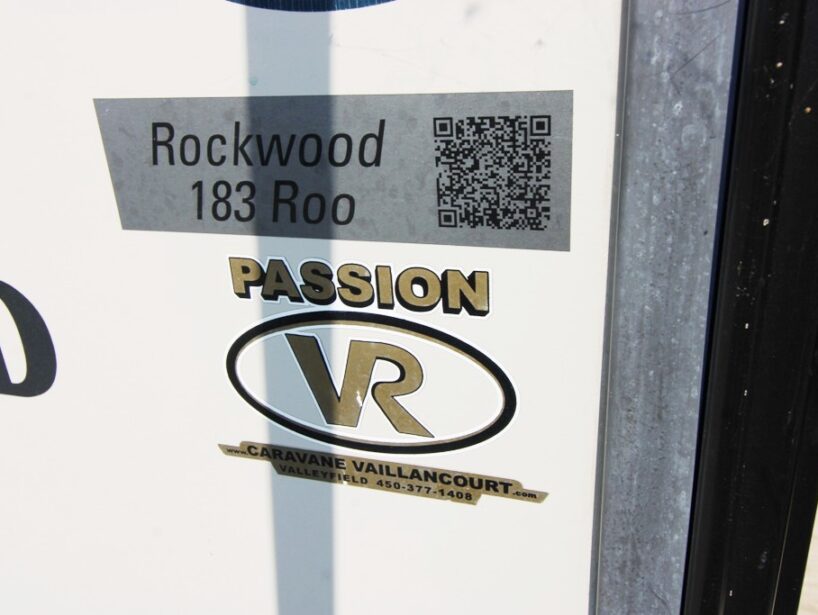 Rockwood
183 Roo
PASSION
VR
www.CARAVANE VAILLANCOURT.com
VALLEYFIELD 450-377-1408